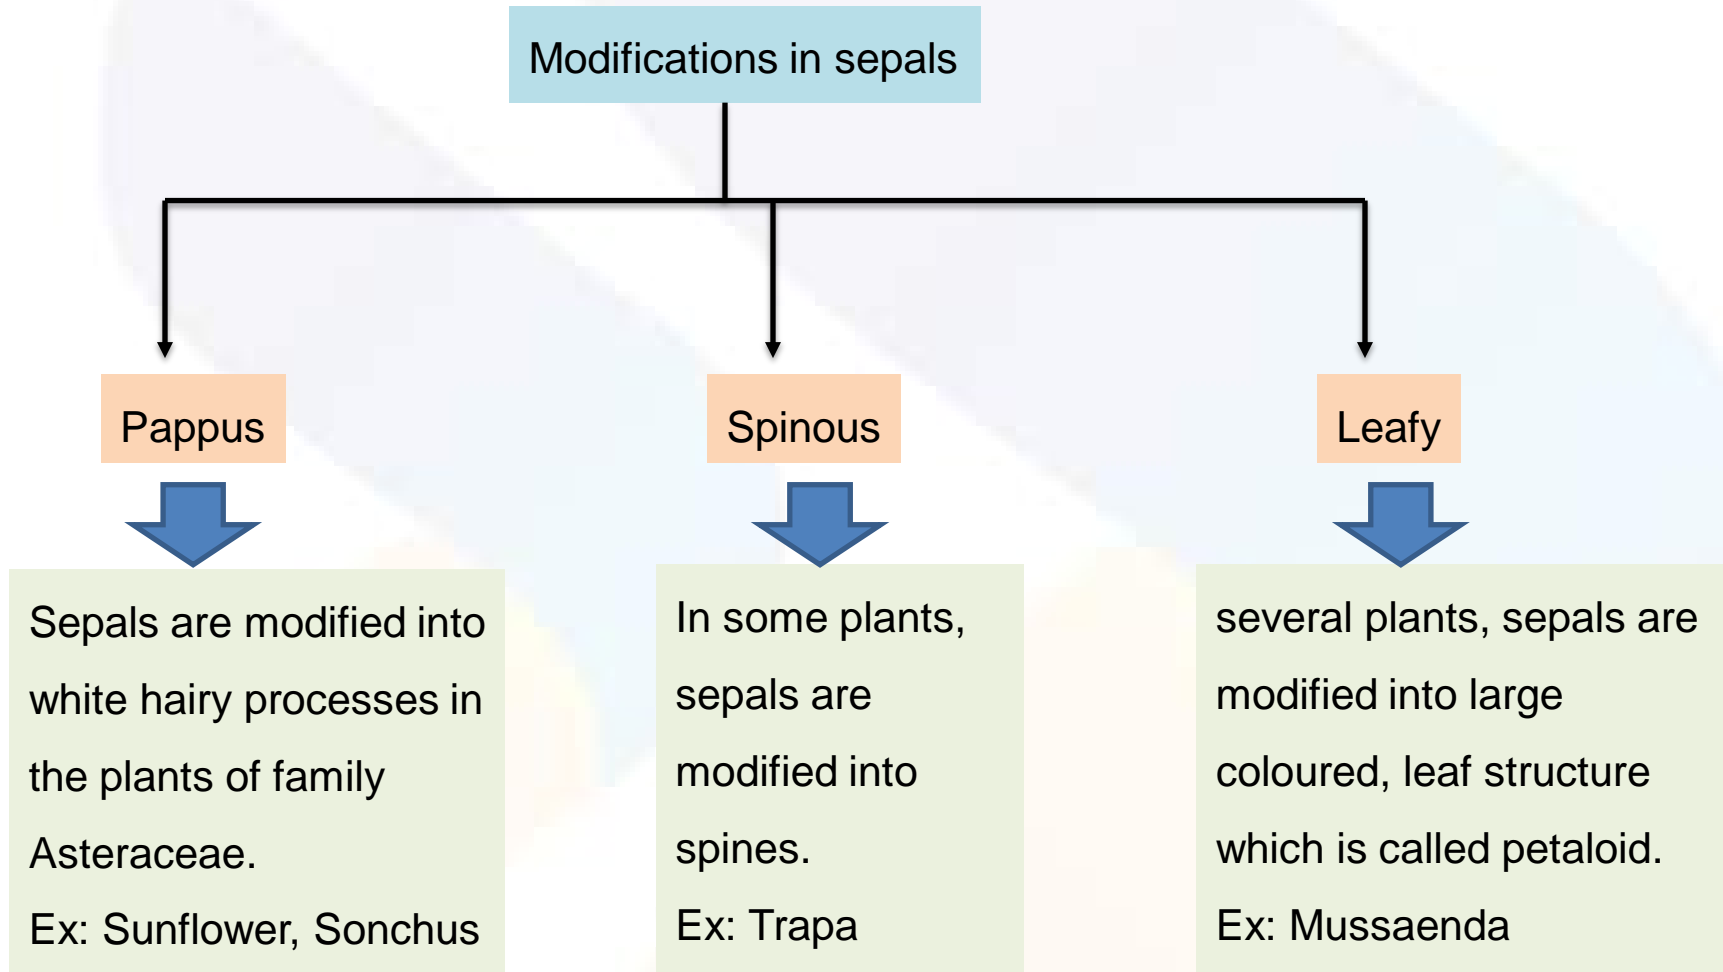 Modifications in sepals
Pappus
Spinous
Leafy
Sepals are modified into
white hairy processes in
the plants of family
Asteraceae.
Ex: Sunflower, Sonchus
In some plants,
sepals are
modified into
spines.
Ex: Trapa
several plants, sepals are
modified into large
coloured, leaf structure
which is called petaloid.
Ex: Mussaenda